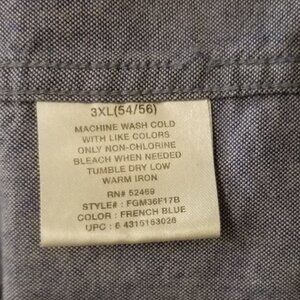 3XL(54/56)
MACHINE WASH COLD
WITH LIKE COLORS
ONLY NON-CHLORINE
BLEACH WHEN NEEDED
TUMBLE DRY LOW
WARM IRON
RN# 52469
STYLE# : FGM36F17B
COLOR : FRENCH BLUE
UPC : 6 4315163028